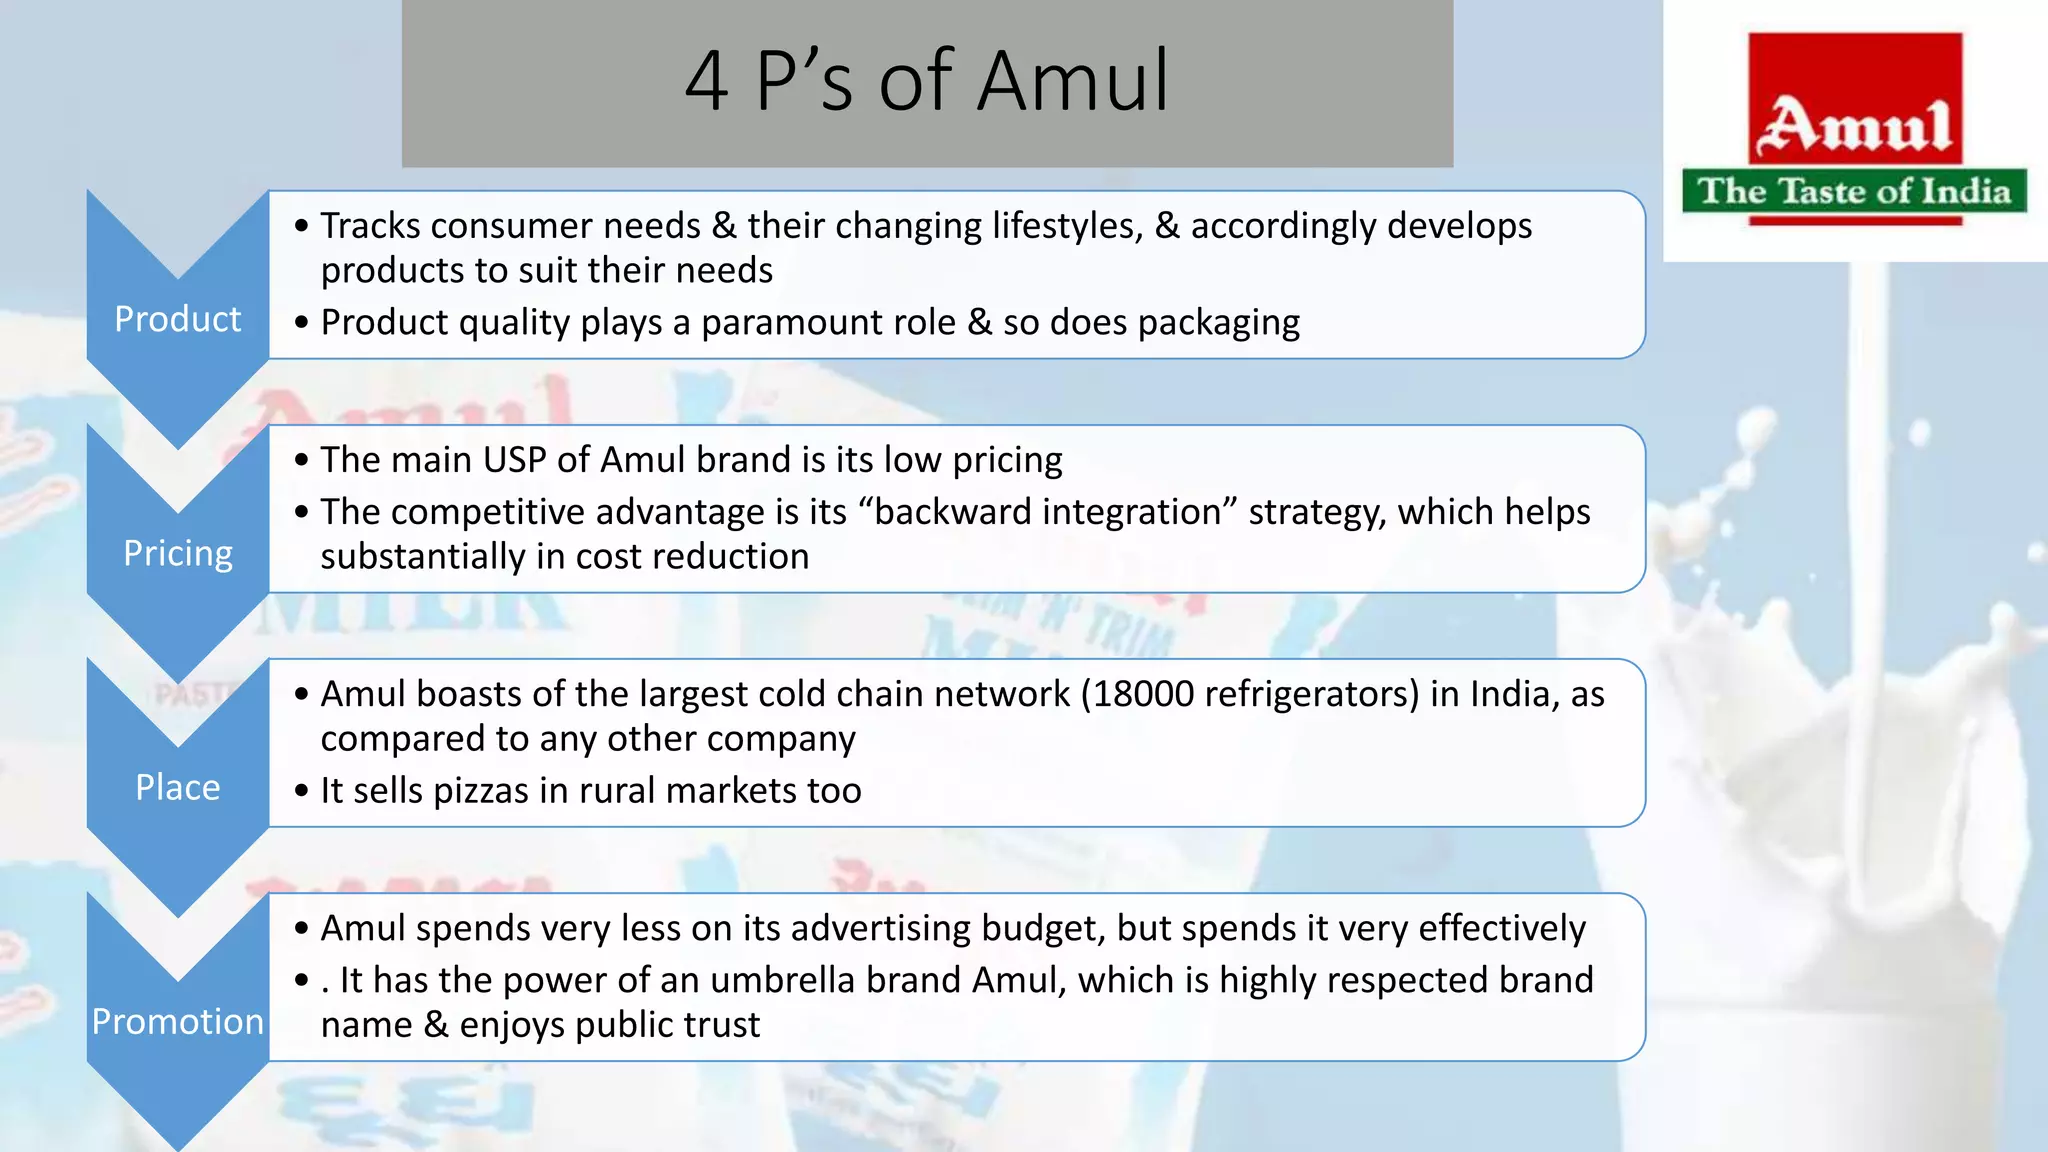 4 P’s of Amul
Amul
The Taste of India
Product
• Tracks consumer needs & their changing lifestyles, & accordingly develops
products to suit their needs
• Product quality plays a paramount role & so does packaging
Pricing
• The main USP of Amul brand is its low pricing
• The competitive advantage is its “backward integration” strategy, which helps
substantially in cost reduction
Place
• Amul boasts of the largest cold chain network (18000 refrigerators) in India, as
compared to any other company
• It sells pizzas in rural markets too
Promotion
• Amul spends very less on its advertising budget, but spends it very effectively
• . It has the power of an umbrella brand Amul, which is highly respected brand
name & enjoys public trust
Amul
MILK
'N' TRIM